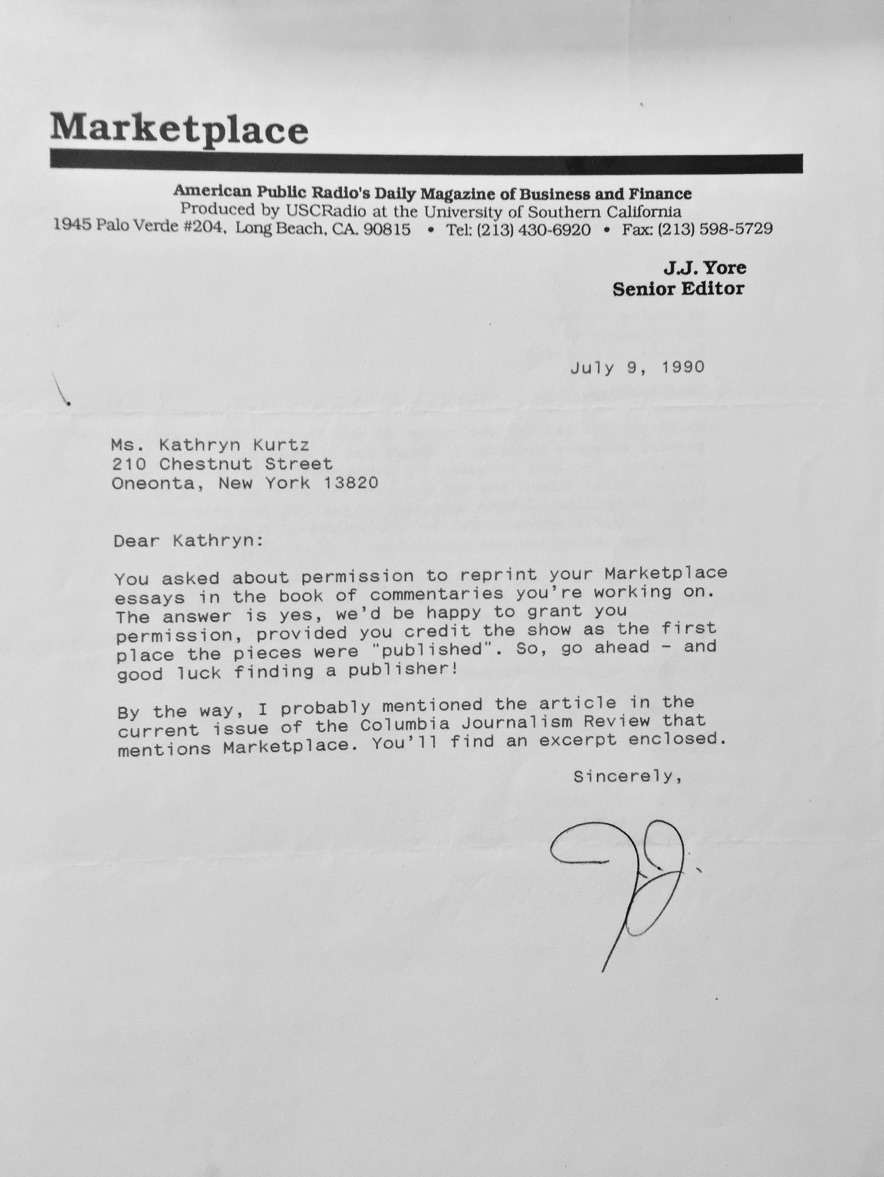 Marketplace
American Public Radio's Daily Magazine of Business and Finance
Produced by USCRadio at the University of Southern California
1945 Palo Verde #204, Long Beach, CA. 90815 • Tel: (213) 430-6920 • Fax: (213) 598-5729
J.J. Yore
Senior Editor
July 9, 1990
Ms. Kathryn Kurtz
210 Chestnut Street
Oneonta, New York 13820
Dear Kathryn:
You asked about permission to reprint your Marketplace
essays in the book of commentaries you're working on.
The answer is yes, we'd be happy to grant you
permission, provided you credit the show as the first
place the pieces were "published". So, go ahead - and
good luck finding a publisher!
By the way, I probably mentioned the article in the
current issue of the Columbia Journalism Review that
mentions Marketplace. You'll find an excerpt enclosed.
Sincerely,